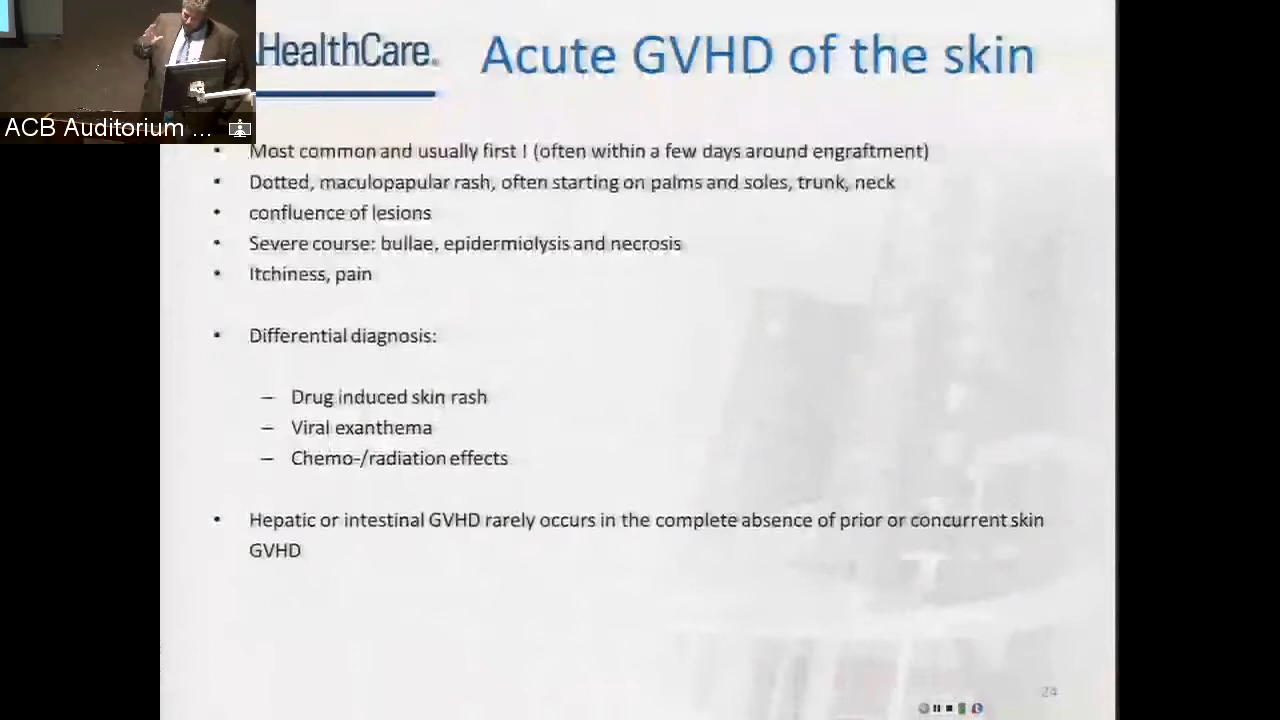 HealthCare.
Acute GVHD of the skin
ACB Auditorium ...
• Most common and usually first ! (often within a few days around engraftment)
• Dotted, maculopapular rash, often starting on palms and soles, trunk, neck
• confluence of lesions
• Severe course: bullae, epidermiolysis and necrosis
• Itchiness, pain
• Differential diagnosis:
– Drug induced skin rash
– Viral exanthema
– Chemo-/radiation effects
• Hepatic or intestinal GVHD rarely occurs in the complete absence of prior or concurrent skin
GVHD
24